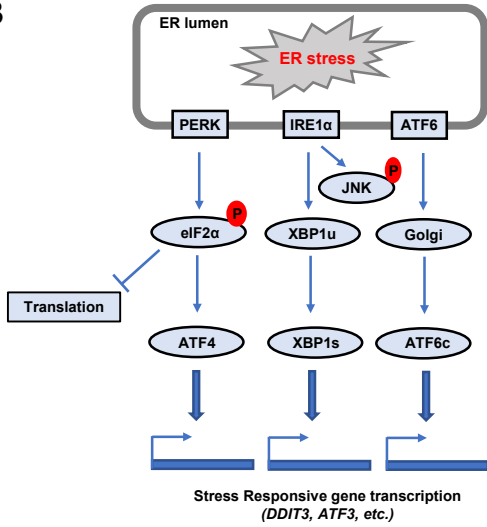 B
ER lumen
ER stress
PERK
IRE1α
ATF6
P
JNK
P
eIF2α
XBP1u
Golgi
Translation
ATF4
XBP1s
ATF6c
Stress Responsive gene transcription
(DDIT3, ATF3, etc.)